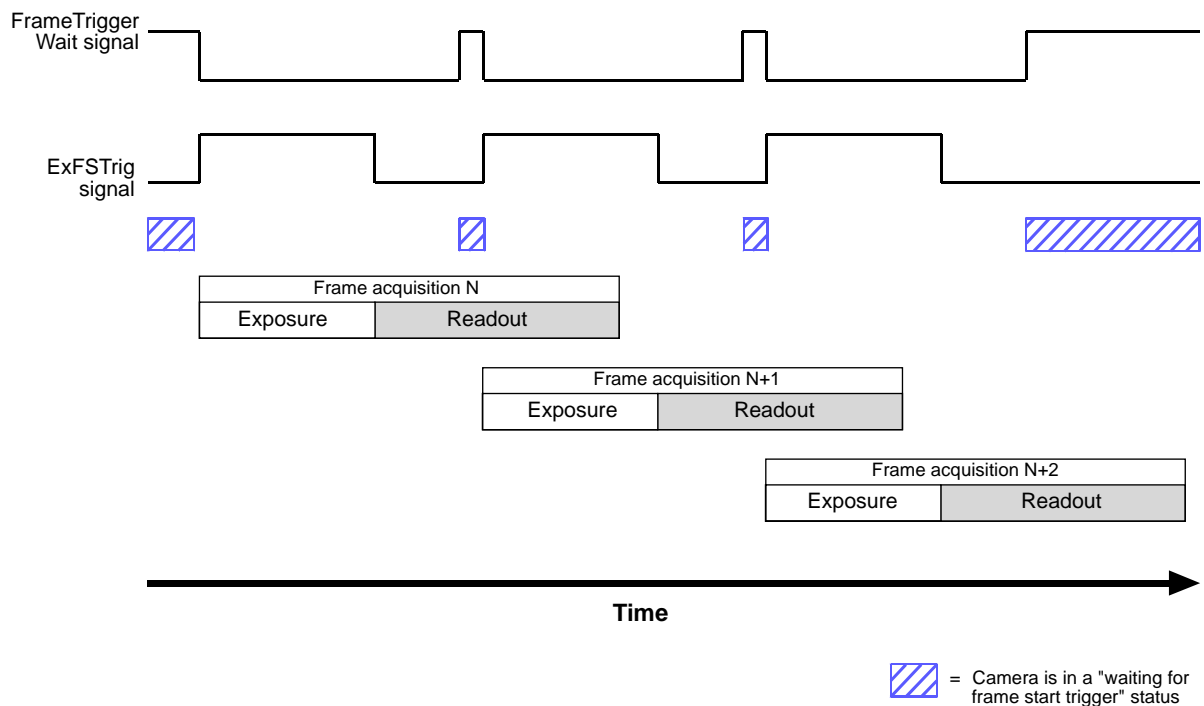 FrameTrigger
Wait signal
ExFSTrig
signal
Frame acquisition N
Exposure
Readout
Frame acquisition N+1
Exposure
Readout
Frame acquisition N+2
Exposure
Readout
Time
= Camera is in a "waiting for
frame start trigger" status